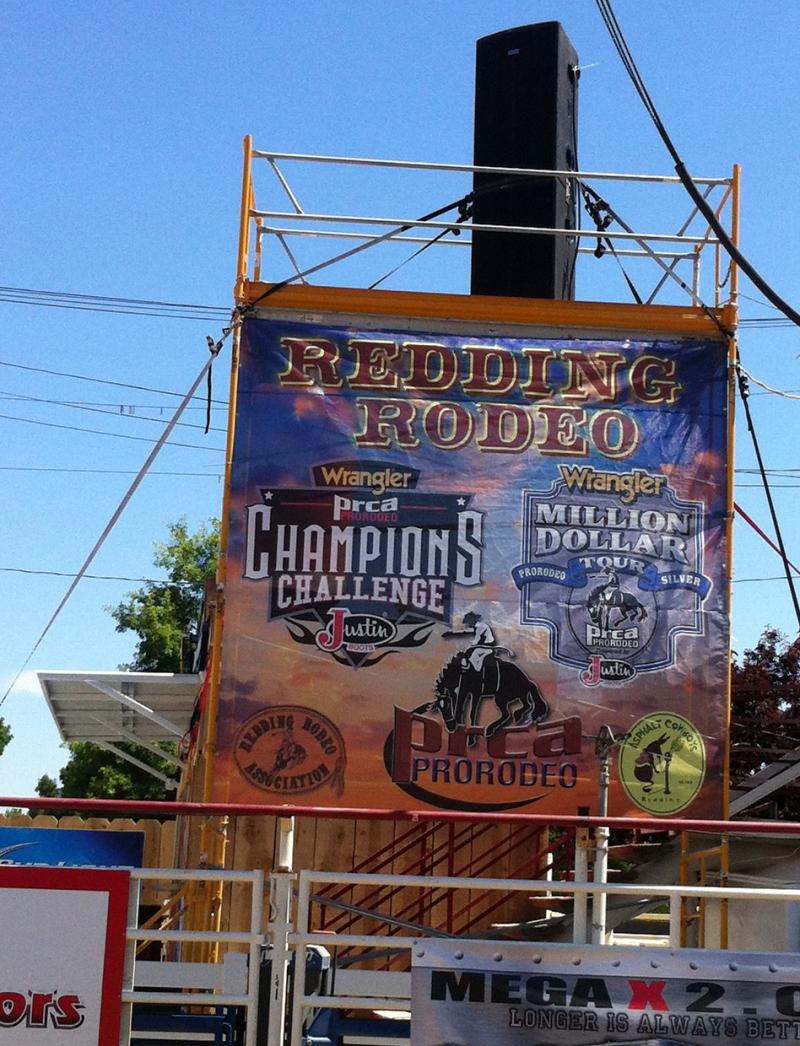 REDDING
RODEO
Wrangler
prca
PRORODEO
CHAMPIONS
CHALLENGE
Justin
BOOTS
Wrangler
MILLION
DOLLAR
TOUR
PRORODEO SILVER
prca
PRORODEO
Justin
REDDING RODEO
ASSOCIATION
prca
PRORODEO
ASPHALT COWBOYS
Redding
ors
MEGA X 2.0
LONGER IS ALWAYS BETT